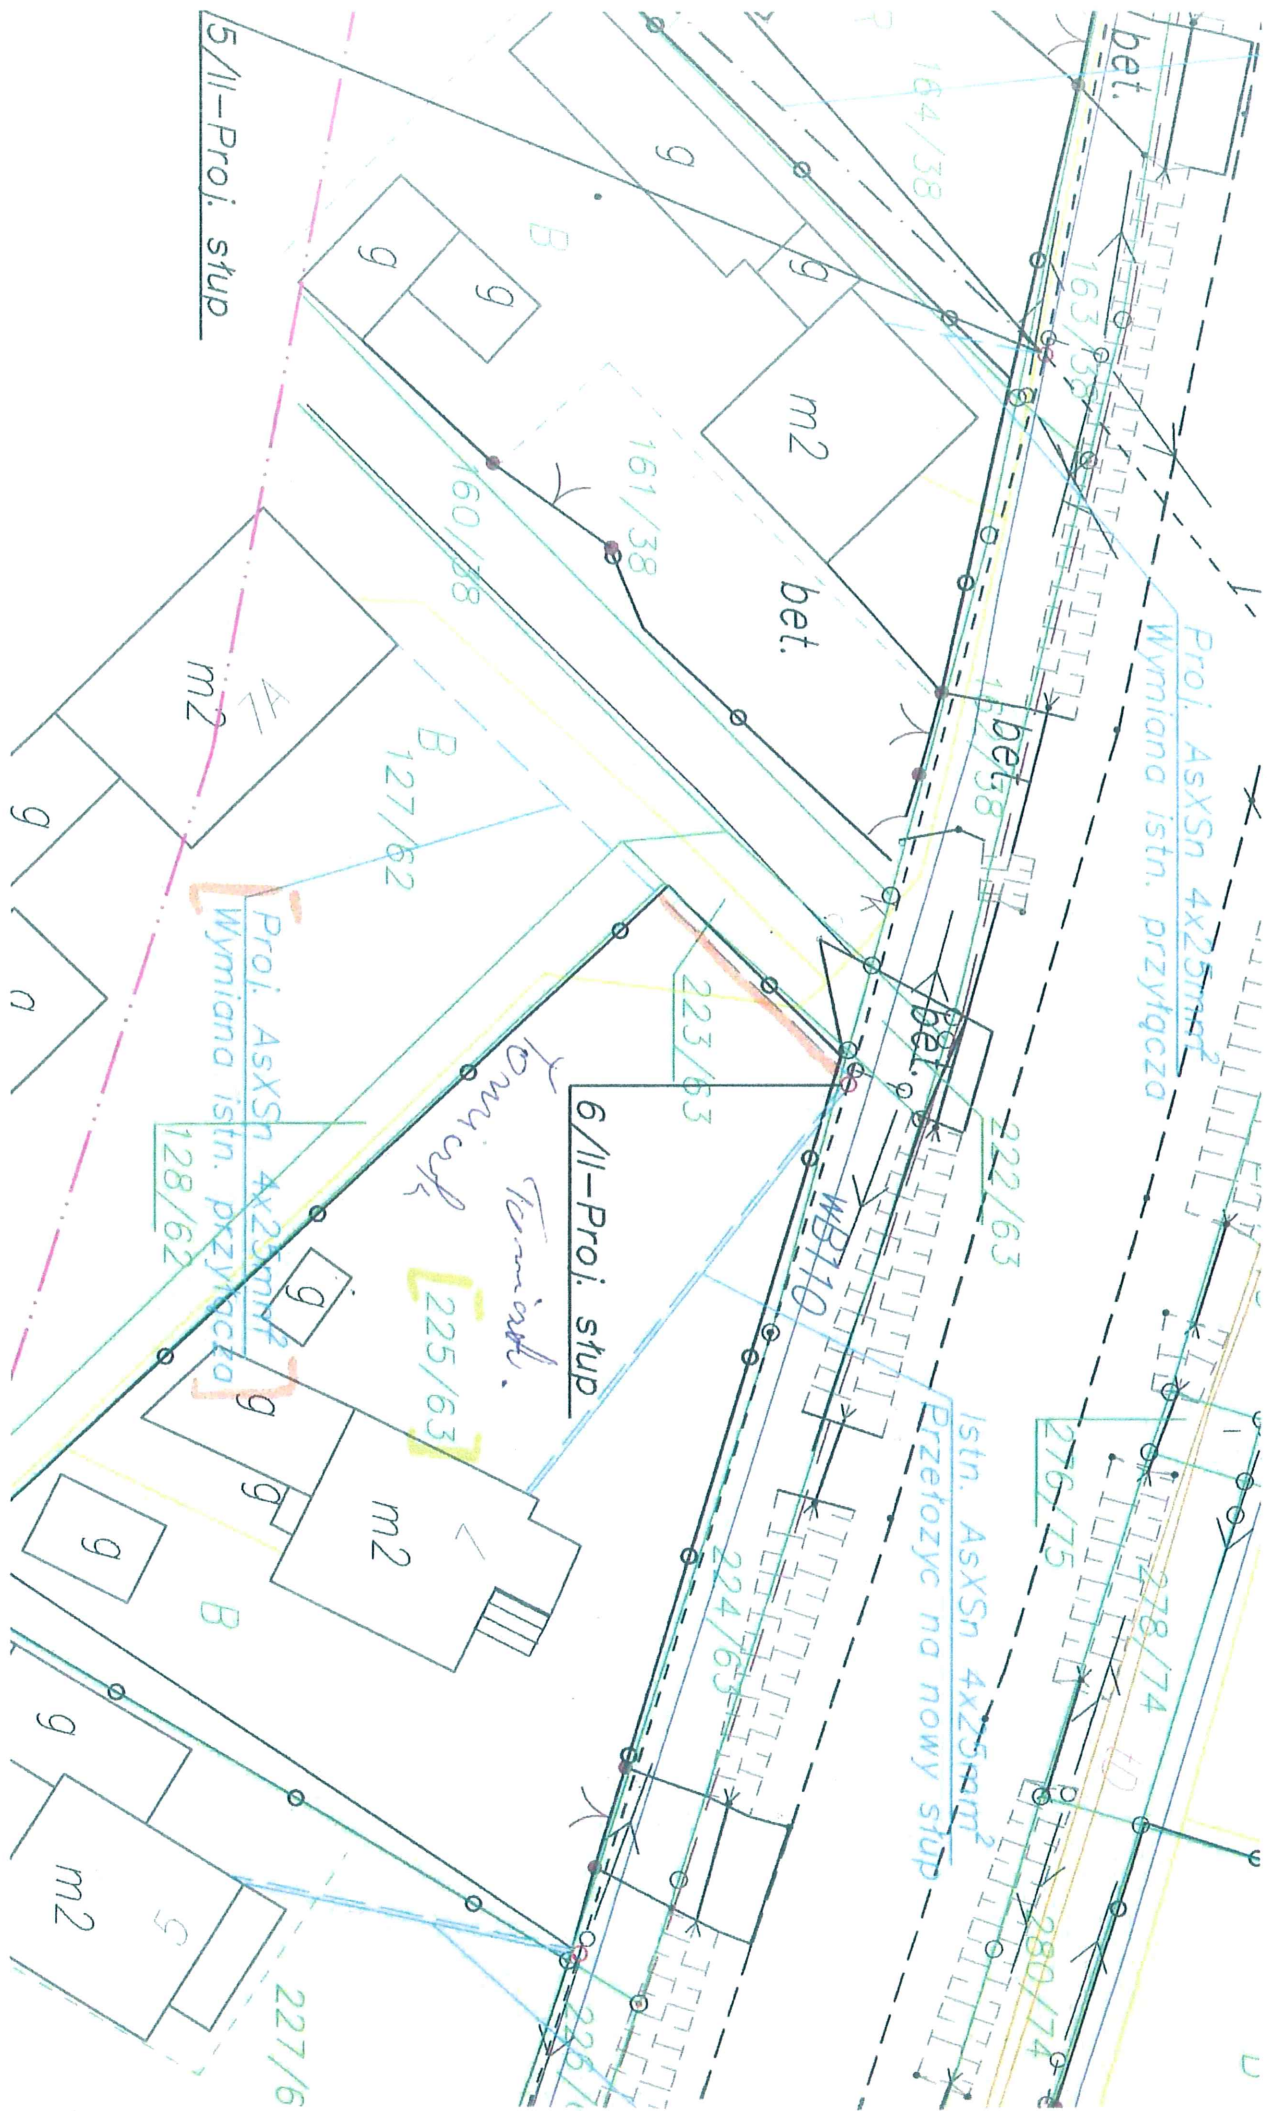 5/II-Proj. słup
bet.
164/38
g
B
g
g
g
163/38
m2
161/38
160/38
bet.
Proj. AsXSn 4x25mm²
Wymiana istn. przyłącza
bet.
m2
7A
g
B
127/62
Proj. AsXSn 4x25mm²
Wymiana istn. przyłącza
223/63
bet.
222/63
6/II-Proj. słup
128/62
g
225/63
WB110
Istn. AsXSn 4x25mm²
Przełożyc na nowy słup
276/75
278/74
g
g
m2
g
B
224/63
g
m2
5
280/74
227/6